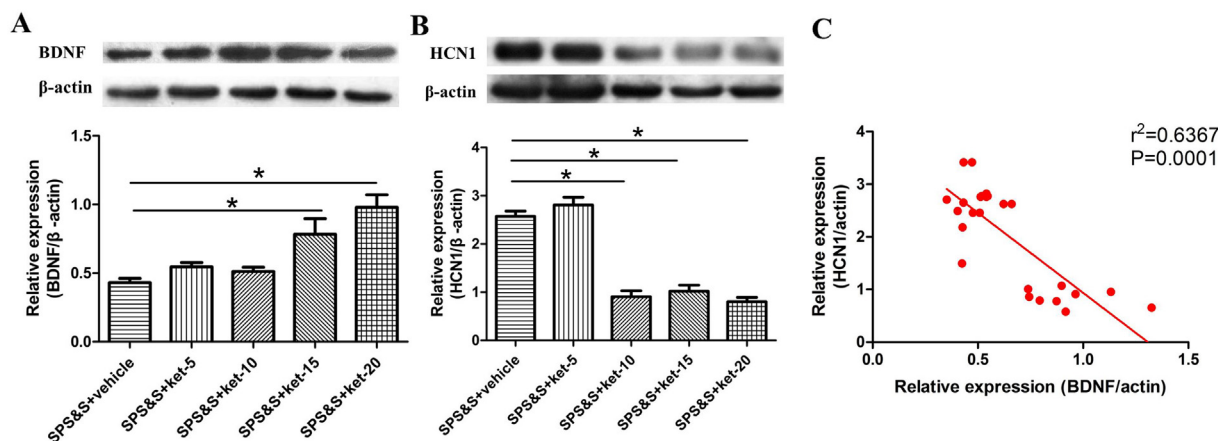 A
BDNF
β-actin
Relative expression
(BDNF/β -actin)
1.5
1.0
0.5
0.0
*
*
SPS&S+vehicle
SPS&S+ket-5
SPS&S+ket-10
SPS&S+ket-15
SPS&S+ket-20
B
HCN1
β-actin
Relative expression
(HCN1/β -actin)
4
3
2
1
0
*
*
*
SPS&S+vehicle
SPS&S+ket-5
SPS&S+ket-10
SPS&S+ket-15
SPS&S+ket-20
C
r²=0.6367
P=0.0001
Relative expression
(HCN1/actin)
4
3
2
1
0
0.0
0.5
1.0
1.5
Relative expression (BDNF/actin)